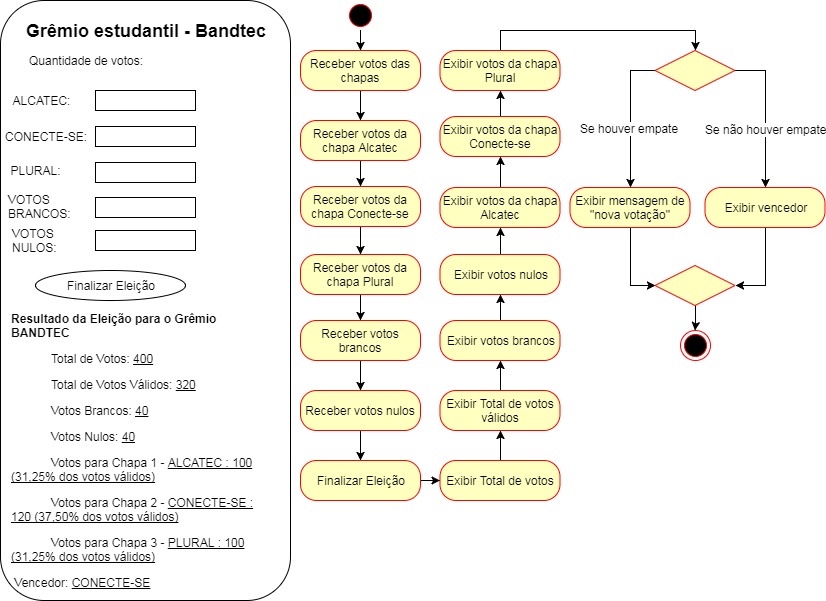 Grêmio estudantil - Bandtec
Quantidade de votos:
ALCATEC:
CONECTE-SE:
PLURAL:
VOTOS
BRANCOS:
VOTOS
NULOS:
Finalizar Eleição
Resultado da Eleição para o Grêmio
BANDTEC
Total de Votos: 400
Total de Votos Válidos: 320
Votos Brancos: 40
Votos Nulos: 40
Votos para Chapa 1 - ALCATEC : 100
(31,25% dos votos válidos)
Votos para Chapa 2 - CONECTE-SE :
120 (37,50% dos votos válidos)
Votos para Chapa 3 - PLURAL : 100
(31,25% dos votos válidos)
Vencedor: CONECTE-SE
Receber votos das
chapas
Receber votos da
chapa Alcatec
Receber votos da
chapa Conecte-se
Receber votos da
chapa Plural
Receber votos
brancos
Receber votos nulos
Finalizar Eleição
Exibir Total de votos
Exibir Total de votos
válidos
Exibir votos brancos
Exibir votos nulos
Exibir votos da chapa
Alcatec
Exibir votos da chapa
Conecte-se
Exibir votos da chapa
Plural
Se houver empate
Se não houver empate
Exibir mensagem de
"nova votação"
Exibir vencedor